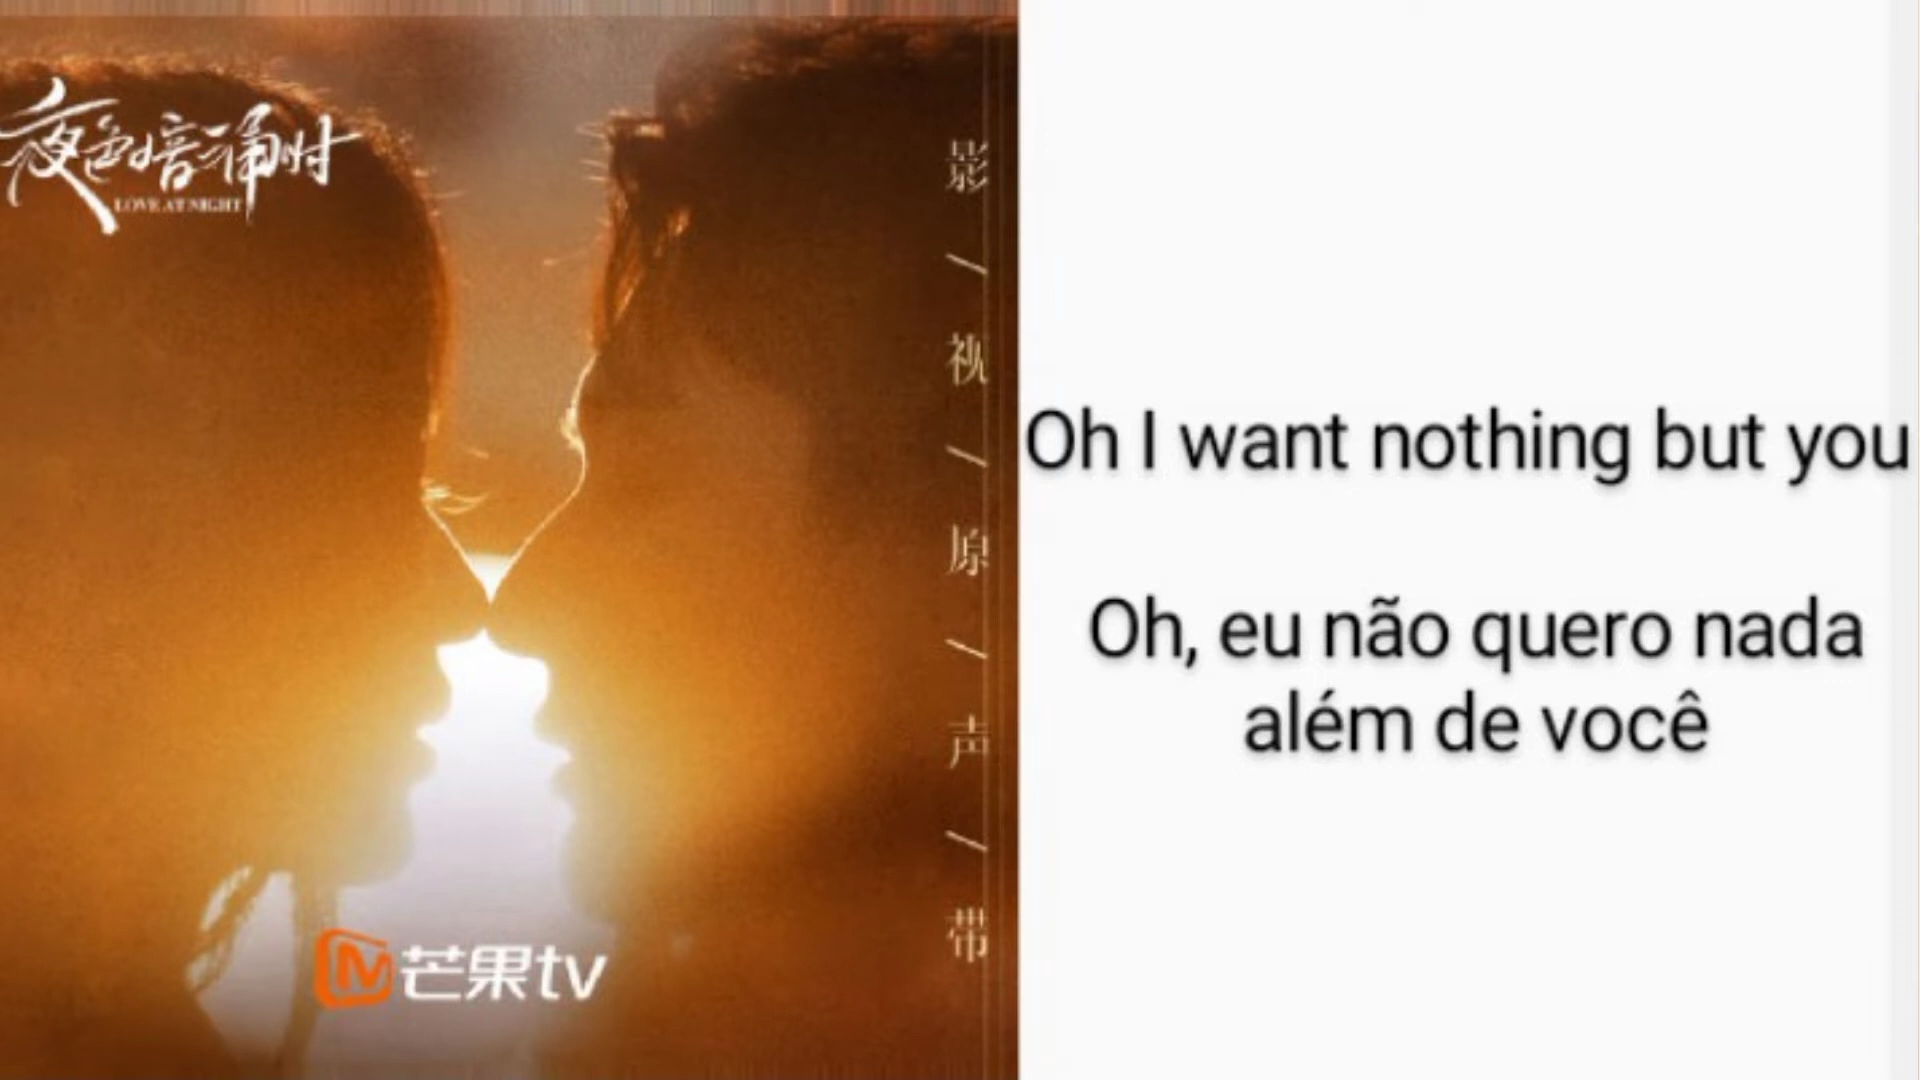 夜色暗涌时
LOVE AT NIGHT
影/视/原/声/带
芒果tv
Oh I want nothing but you
Oh, eu não quero nada
além de você